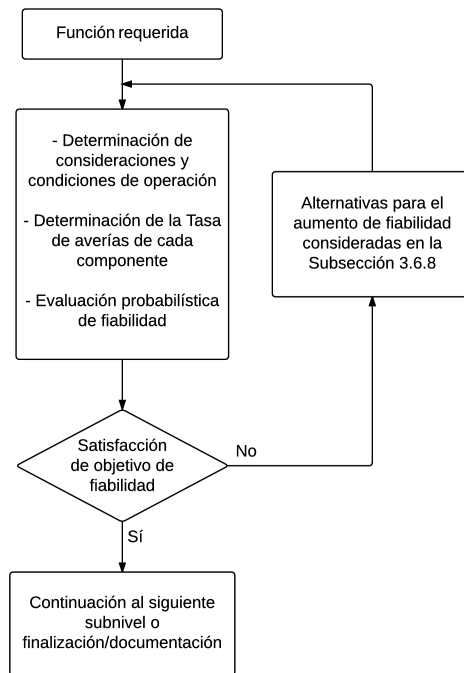 Función requerida
- Determinación de
consideraciones y
condiciones de operación
- Determinación de la Tasa
de averías de cada
componente
- Evaluación probabilística
de fiabilidad
Alternativas para el
aumento de fiabilidad
consideradas en la
Subsección 3.6.8
Satisfacción
de objetivo de
fiabilidad
No
Sí
Continuación al siguiente
subnivel o
finalización/documentación